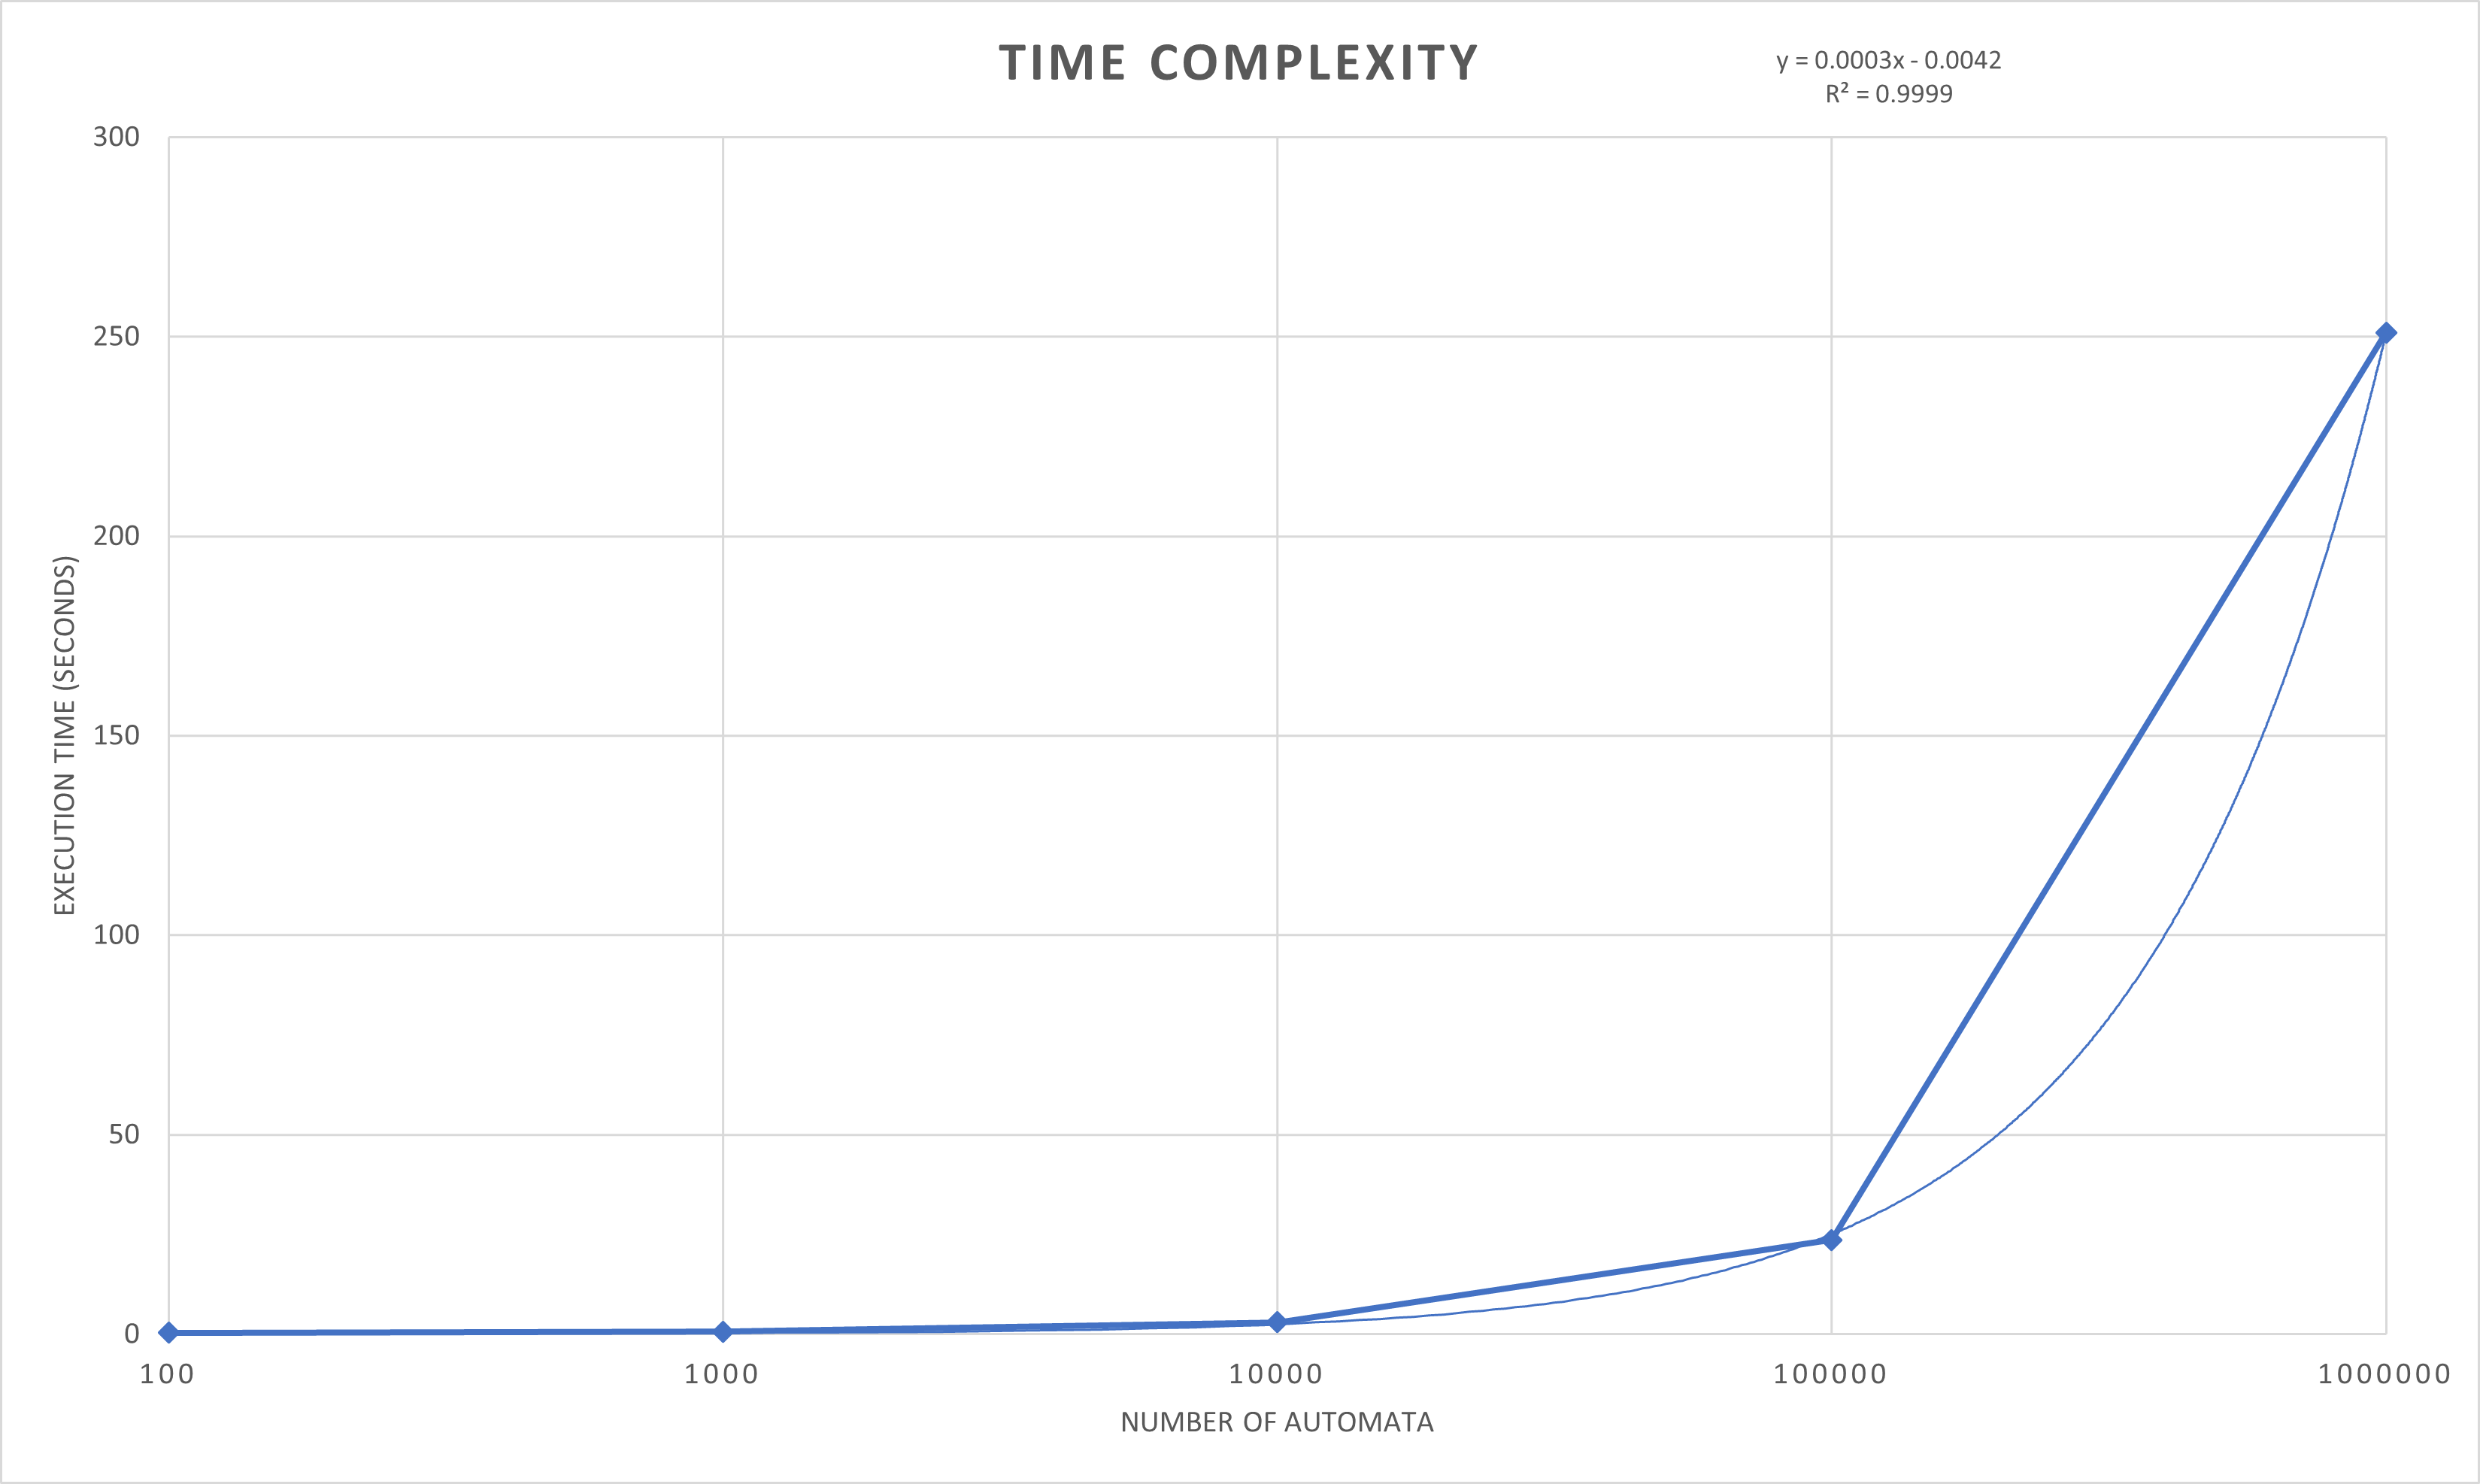 TIME COMPLEXITY
y = 0.0003x - 0.0042
R² = 0.9999
300
250
200
150
100
50
0
EXECUTION TIME (SECONDS)
100 1000 10000 100000 1000000
NUMBER OF AUTOMATA